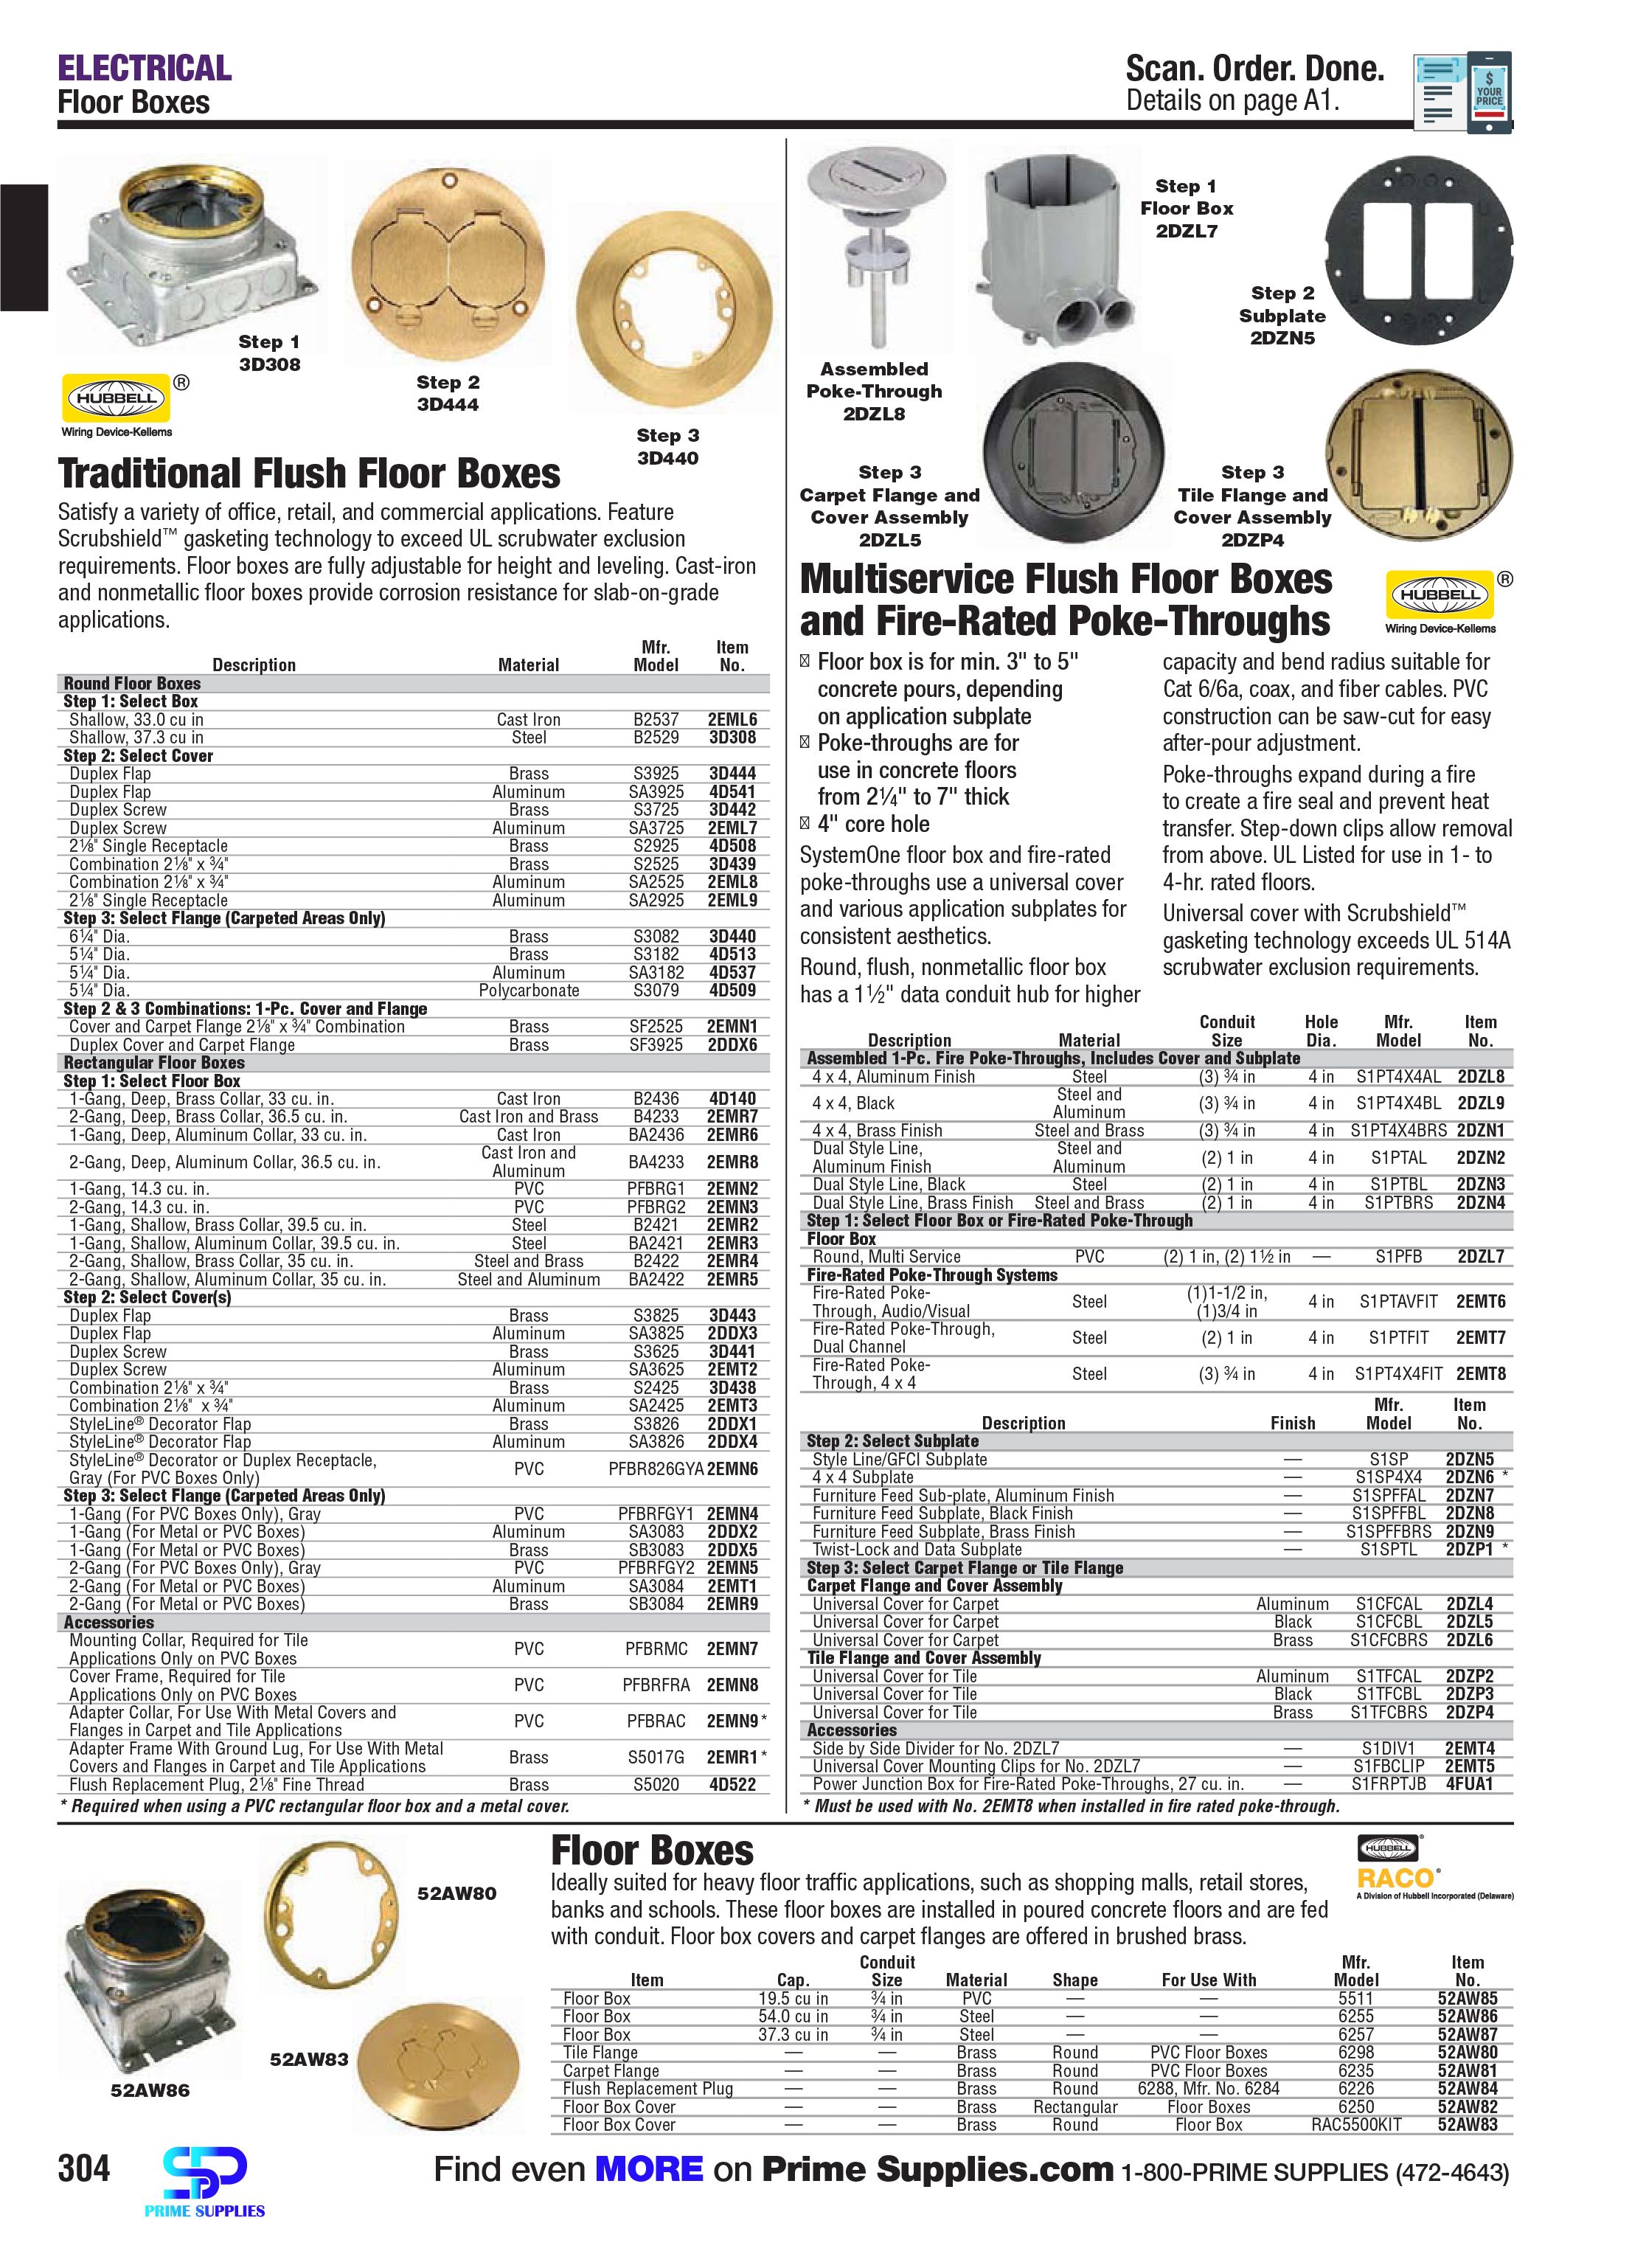 ELECTRICAL
Floor Boxes
Scan. Order. Done.
Details on page A1.
$
YOUR
PRICE
Step 1
3D308
Step 2
3D444
Step 3
3D440
HUBBELL
®
Wiring Device-Kellems
Traditional Flush Floor Boxes
Satisfy a variety of office, retail, and commercial applications. Feature
Scrubshield™ gasketing technology to exceed UL scrubwater exclusion
requirements. Floor boxes are fully adjustable for height and leveling. Cast-iron
and nonmetallic floor boxes provide corrosion resistance for slab-on-grade
applications.
Description Material Mfr. Model Item No.
Round Floor Boxes
Step 1: Select Box
Shallow, 33.0 cu in Cast Iron B2537 2EML6
Shallow, 37.3 cu in Steel B2529 3D308
Step 2: Select Cover
Duplex Flap Brass S3925 3D444
Duplex Flap Aluminum SA3925 4D541
Duplex Screw Brass S3725 3D442
Duplex Screw Aluminum SA3725 2EML7
2⅛" Single Receptacle Brass S2925 4D508
Combination 2⅛" x ¾" Brass S2525 3D439
Combination 2⅛" x ¾" Aluminum SA2525 2EML8
2⅛" Single Receptacle Aluminum SA2925 2EML9
Step 3: Select Flange (Carpeted Areas Only)
6¼" Dia. Brass S3082 3D440
5¼" Dia. Brass S3182 4D513
5¼" Dia. Aluminum SA3182 4D537
5¼" Dia. Polycarbonate S3079 4D509
Step 2 & 3 Combinations: 1-Pc. Cover and Flange
Cover and Carpet Flange 2⅛" x ¾" Combination Brass SF2525 2EMN1
Duplex Cover and Carpet Flange Brass SF3925 2DDX6
Rectangular Floor Boxes
Step 1: Select Floor Box
1-Gang, Deep, Brass Collar, 33 cu. in. Cast Iron B2436 4D140
2-Gang, Deep, Brass Collar, 36.5 cu. in. Cast Iron and Brass B4233 2EMR7
1-Gang, Deep, Aluminum Collar, 33 cu. in. Cast Iron BA2436 2EMR6
2-Gang, Deep, Aluminum Collar, 36.5 cu. in. Cast Iron and Aluminum BA4233 2EMR8
1-Gang, 14.3 cu. in. PVC PFBRG1 2EMN2
2-Gang, 14.3 cu. in. PVC PFBRG2 2EMN3
1-Gang, Shallow, Brass Collar, 39.5 cu. in. Steel B2421 2EMR2
1-Gang, Shallow, Aluminum Collar, 39.5 cu. in. Steel BA2421 2EMR3
2-Gang, Shallow, Brass Collar, 35 cu. in. Steel and Brass B2422 2EMR4
2-Gang, Shallow, Aluminum Collar, 35 cu. in. Steel and Aluminum BA2422 2EMR5
Step 2: Select Cover(s)
Duplex Flap Brass S3825 3D443
Duplex Flap Aluminum SA3825 2DDX3
Duplex Screw Brass S3625 3D441
Duplex Screw Aluminum SA3625 2EMT2
Combination 2⅛" x ¾" Brass S2425 3D438
Combination 2⅛" x ¾" Aluminum SA2425 2EMT3
StyleLine® Decorator Flap Brass S3826 2DDX1
StyleLine® Decorator Flap Aluminum SA3826 2DDX4
StyleLine® Decorator or Duplex Receptacle,
Gray (For PVC Boxes Only) PVC PFBR826GYA 2EMN6
Step 3: Select Flange (Carpeted Areas Only)
1-Gang (For PVC Boxes Only), Gray PVC PFBRFGY1 2EMN4
1-Gang (For Metal or PVC Boxes) Aluminum SA3083 2DDX2
1-Gang (For Metal or PVC Boxes) Brass SB3083 2DDX5
2-Gang (For PVC Boxes Only), Gray PVC PFBRFGY2 2EMN5
2-Gang (For Metal or PVC Boxes) Aluminum SA3084 2EMT1
2-Gang (For Metal or PVC Boxes) Brass SB3084 2EMR9
Accessories
Mounting Collar, Required for Tile
Applications Only on PVC Boxes PVC PFBRMC 2EMN7
Cover Frame, Required for Tile
Applications Only on PVC Boxes PVC PFBRFRA 2EMN8
Adapter Collar, For Use With Metal Covers and
Flanges in Carpet and Tile Applications PVC PFBRAC 2EMN9 *
Adapter Frame With Ground Lug, For Use With Metal
Covers and Flanges in Carpet and Tile Applications Brass S5017G 2EMR1 *
Flush Replacement Plug, 2⅛" Fine Thread Brass S5020 4D522
* Required when using a PVC rectangular floor box and a metal cover.
Assembled
Poke-Through
2DZL8
Step 1
Floor Box
2DZL7
Step 2
Subplate
2DZN5
Step 3
Carpet Flange and
Cover Assembly
2DZL5
Step 3
Tile Flange and
Cover Assembly
2DZP4
Multiservice Flush Floor Boxes
and Fire-Rated Poke-Throughs
HUBBELL
®
Wiring Device-Kellems
Floor box is for min. 3" to 5"
concrete pours, depending
on application subplate
Poke-throughs are for
use in concrete floors
from 2¼" to 7" thick
4" core hole
SystemOne floor box and fire-rated
poke-throughs use a universal cover
and various application subplates for
consistent aesthetics.
Round, flush, nonmetallic floor box
has a 1½" data conduit hub for higher
capacity and bend radius suitable for
Cat 6/6a, coax, and fiber cables. PVC
construction can be saw-cut for easy
after-pour adjustment.
Poke-throughs expand during a fire
to create a fire seal and prevent heat
transfer. Step-down clips allow removal
from above. UL Listed for use in 1- to
4-hr. rated floors.
Universal cover with Scrubshield™
gasketing technology exceeds UL 514A
scrubwater exclusion requirements.
Description Material Conduit Size Hole Dia. Mfr. Model Item No.
Assembled 1-Pc. Fire Poke-Throughs, Includes Cover and Subplate
4 x 4, Aluminum Finish Steel (3) ¾ in 4 in S1PT4X4AL 2DZL8
4 x 4, Black Steel and Aluminum (3) ¾ in 4 in S1PT4X4BL 2DZL9
4 x 4, Brass Finish Steel and Brass (3) ¾ in 4 in S1PT4X4BRS 2DZN1
Dual Style Line,
Aluminum Finish Steel and Aluminum (2) 1 in 4 in S1PTAL 2DZN2
Dual Style Line, Black Steel (2) 1 in 4 in S1PTBL 2DZN3
Dual Style Line, Brass Finish Steel and Brass (2) 1 in 4 in S1PTBRS 2DZN4
Step 1: Select Floor Box or Fire-Rated Poke-Through
Floor Box
Round, Multi Service PVC (2) 1 in, (2) 1½ in — S1PFB 2DZL7
Fire-Rated Poke-Through Systems
Fire-Rated Poke-
Through, Audio/Visual Steel (1)1-1/2 in, (1)3/4 in 4 in S1PTAVFIT 2EMT6
Fire-Rated Poke-Through,
Dual Channel Steel (2) 1 in 4 in S1PTFIT 2EMT7
Fire-Rated Poke-
Through, 4 x 4 Steel (3) ¾ in 4 in S1PT4X4FIT 2EMT8
Description Finish Mfr. Model Item No.
Step 2: Select Subplate
Style Line/GFCI Subplate — S1SP 2DZN5
4 x 4 Subplate — S1SP4X4 2DZN6 *
Furniture Feed Sub-plate, Aluminum Finish — S1SPFFAL 2DZN7
Furniture Feed Subplate, Black Finish — S1SPFFBL 2DZN8
Furniture Feed Subplate, Brass Finish — S1SPFFBRS 2DZN9
Twist-Lock and Data Subplate — S1SPTL 2DZP1 *
Step 3: Select Carpet Flange or Tile Flange
Carpet Flange and Cover Assembly
Universal Cover for Carpet Aluminum S1CFCAL 2DZL4
Universal Cover for Carpet Black S1CFCBL 2DZL5
Universal Cover for Carpet Brass S1CFCBRS 2DZL6
Tile Flange and Cover Assembly
Universal Cover for Tile Aluminum S1TFCAL 2DZP2
Universal Cover for Tile Black S1TFCBL 2DZP3
Universal Cover for Tile Brass S1TFCBRS 2DZP4
Accessories
Side by Side Divider for No. 2DZL7 — S1DIV1 2EMT4
Universal Cover Mounting Clips for No. 2DZL7 — S1FBCLIP 2EMT5
Power Junction Box for Fire-Rated Poke-Throughs, 27 cu. in. — S1FRPTJB 4FUA1
* Must be used with No. 2EMT8 when installed in fire rated poke-through.
52AW86
52AW80
52AW83
Floor Boxes
Ideally suited for heavy floor traffic applications, such as shopping malls, retail stores,
banks and schools. These floor boxes are installed in poured concrete floors and are fed
with conduit. Floor box covers and carpet flanges are offered in brushed brass.
HUBBELL
RACO
A Division of Hubbell Incorporated (Delaware)
Item Cap. Conduit Size Material Shape For Use With Mfr. Model Item No.
Floor Box 19.5 cu in ¾ in PVC — — 5511 52AW85
Floor Box 54.0 cu in ¾ in Steel — — 6255 52AW86
Floor Box 37.3 cu in ¾ in Steel — — 6257 52AW87
Tile Flange — — Brass Round PVC Floor Boxes 6298 52AW80
Carpet Flange — — Brass Round PVC Floor Boxes 6235 52AW81
Flush Replacement Plug — — Brass Round 6288, Mfr. No. 6284 6226 52AW84
Floor Box Cover — — Brass Rectangular Floor Boxes 6250 52AW82
Floor Box Cover — — Brass Round Floor Box RAC5500KIT 52AW83
304
PRIME SUPPLIES
Find even MORE on Prime Supplies.com 1-800-PRIME SUPPLIES (472-4643)